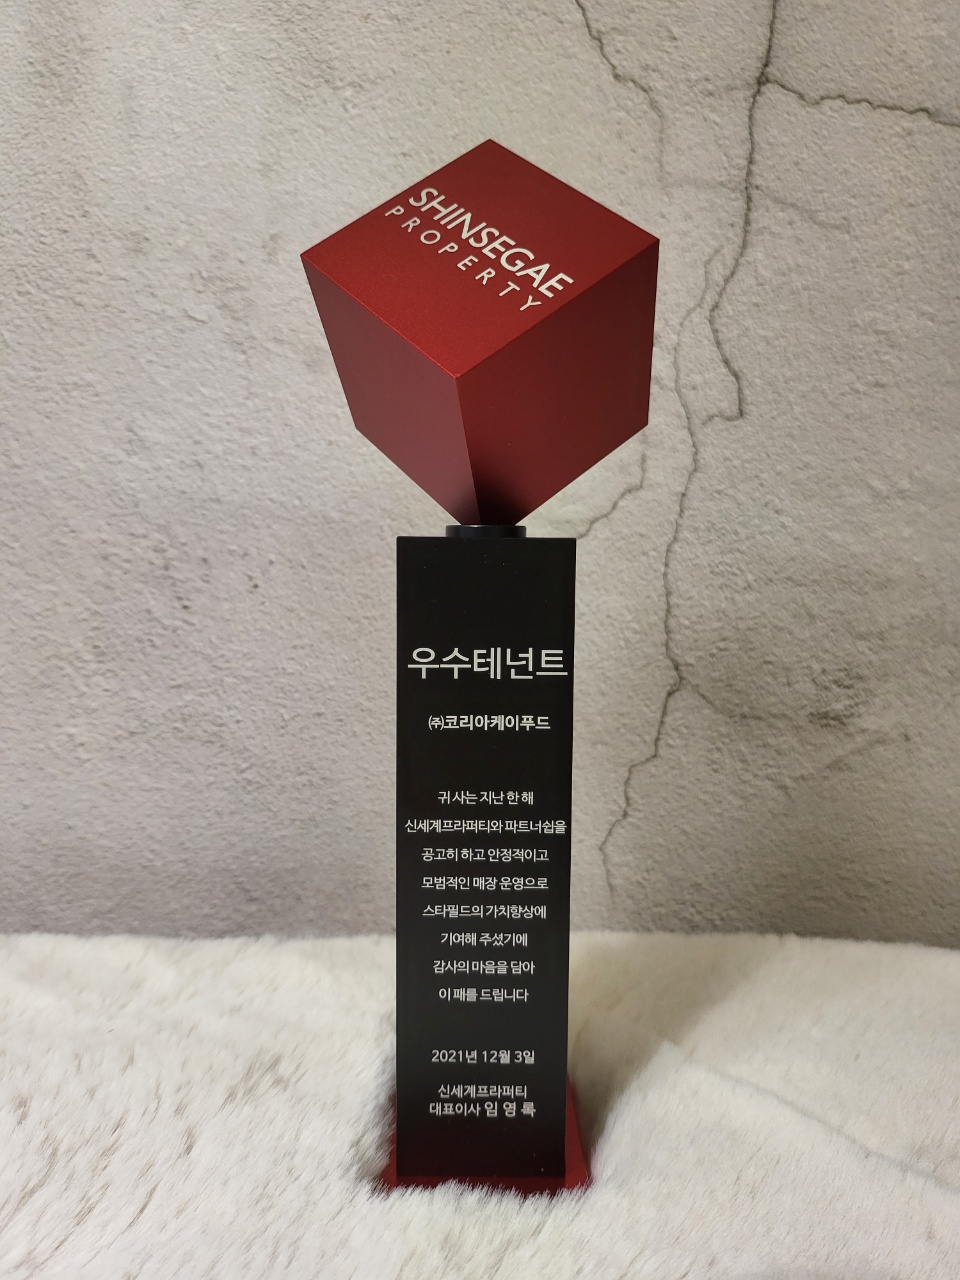 SHINSEGAE
PROPERTY
우수테넌트
㈜코리아케이푸드
귀사는 지난 한 해
신세계프라퍼티와 파트너쉽을
공고히 하고 안정적이고
모범적인 매장 운영으로
스타필드의 가치향상에
기여해 주셨기에
감사의 마음을 담아
이 패를 드립니다
2021년 12월 3일
신세계프라퍼티
대표이사 임 영 록